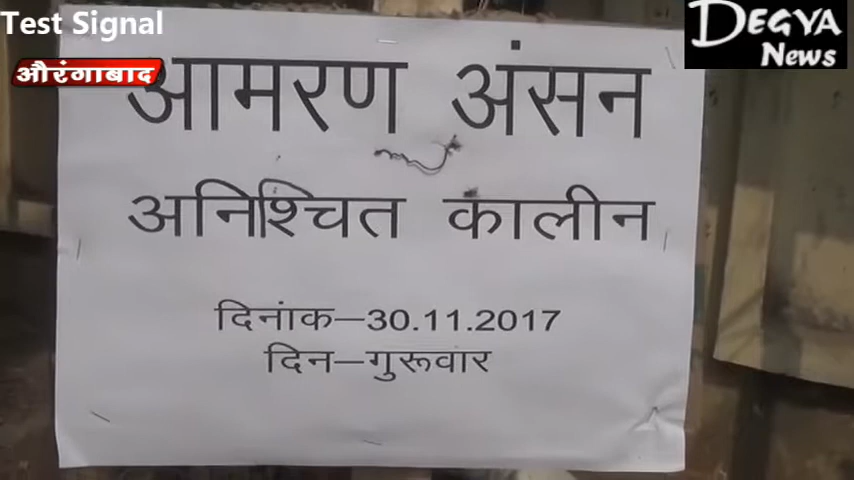 Test Signal
DEGYA
News
औरंगाबाद
आमरण अंसन
अनिश्चित कालीन
दिनांक–30.11.2017
दिन–गुरूवार